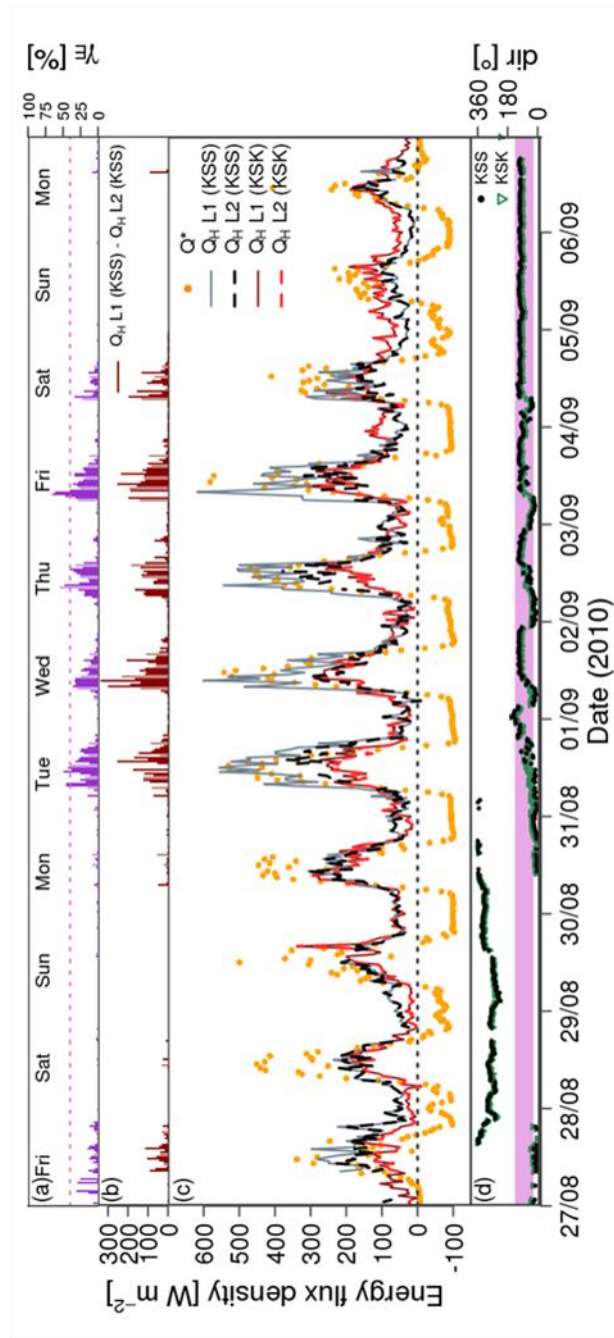 (a) Fri Sat Sun Mon Tue Wed Thu Fri Sat Sun Mon
100
75
50
25
0
γE [%]
(b)
Q_H L1 (KSS) - Q_H L2 (KSS)
300
200
100
0
(c)
Q*
Q_H L1 (KSS)
Q_H L2 (KSS)
Q_H L1 (KSK)
Q_H L2 (KSK)
600
500
400
300
200
100
0
-100
Energy flux density [W m⁻²]
(d)
KSS
KSK
360
180
0
dir [°]
27/08 28/08 29/08 30/08 31/08 01/09 02/09 03/09 04/09 05/09 06/09
Date (2010)